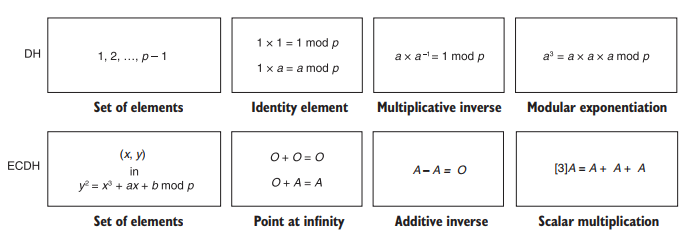 DH
1, 2, ..., p – 1
1 x 1 = 1 mod p
1 x a = a mod p
a x a⁻¹ = 1 mod p
a³ = a x a x a mod p
Set of elements
Identity element
Multiplicative inverse
Modular exponentiation
ECDH
(x, y)
in
y² = x³ + ax + b mod p
O + O = O
O + A = A
A – A = O
[3]A = A + A + A
Set of elements
Point at infinity
Additive inverse
Scalar multiplication